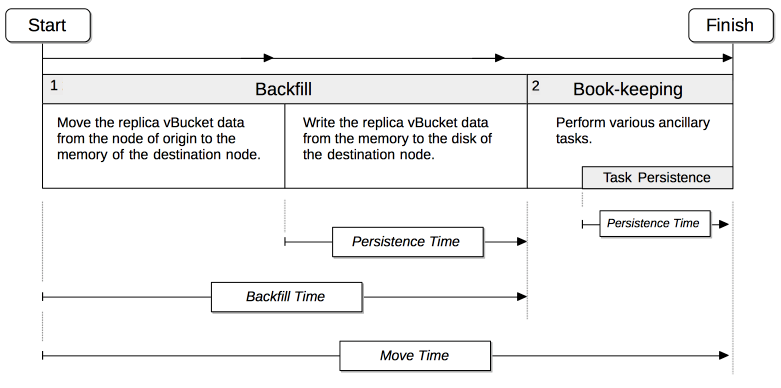 Start
Finish
1
Backfill
2
Book-keeping
Move the replica vBucket data
from the node of origin to the
memory of the destination node.
Write the replica vBucket data
from the memory to the disk of
the destination node.
Perform various ancillary
tasks.
Task Persistence
Persistence Time
Persistence Time
Backfill Time
Move Time